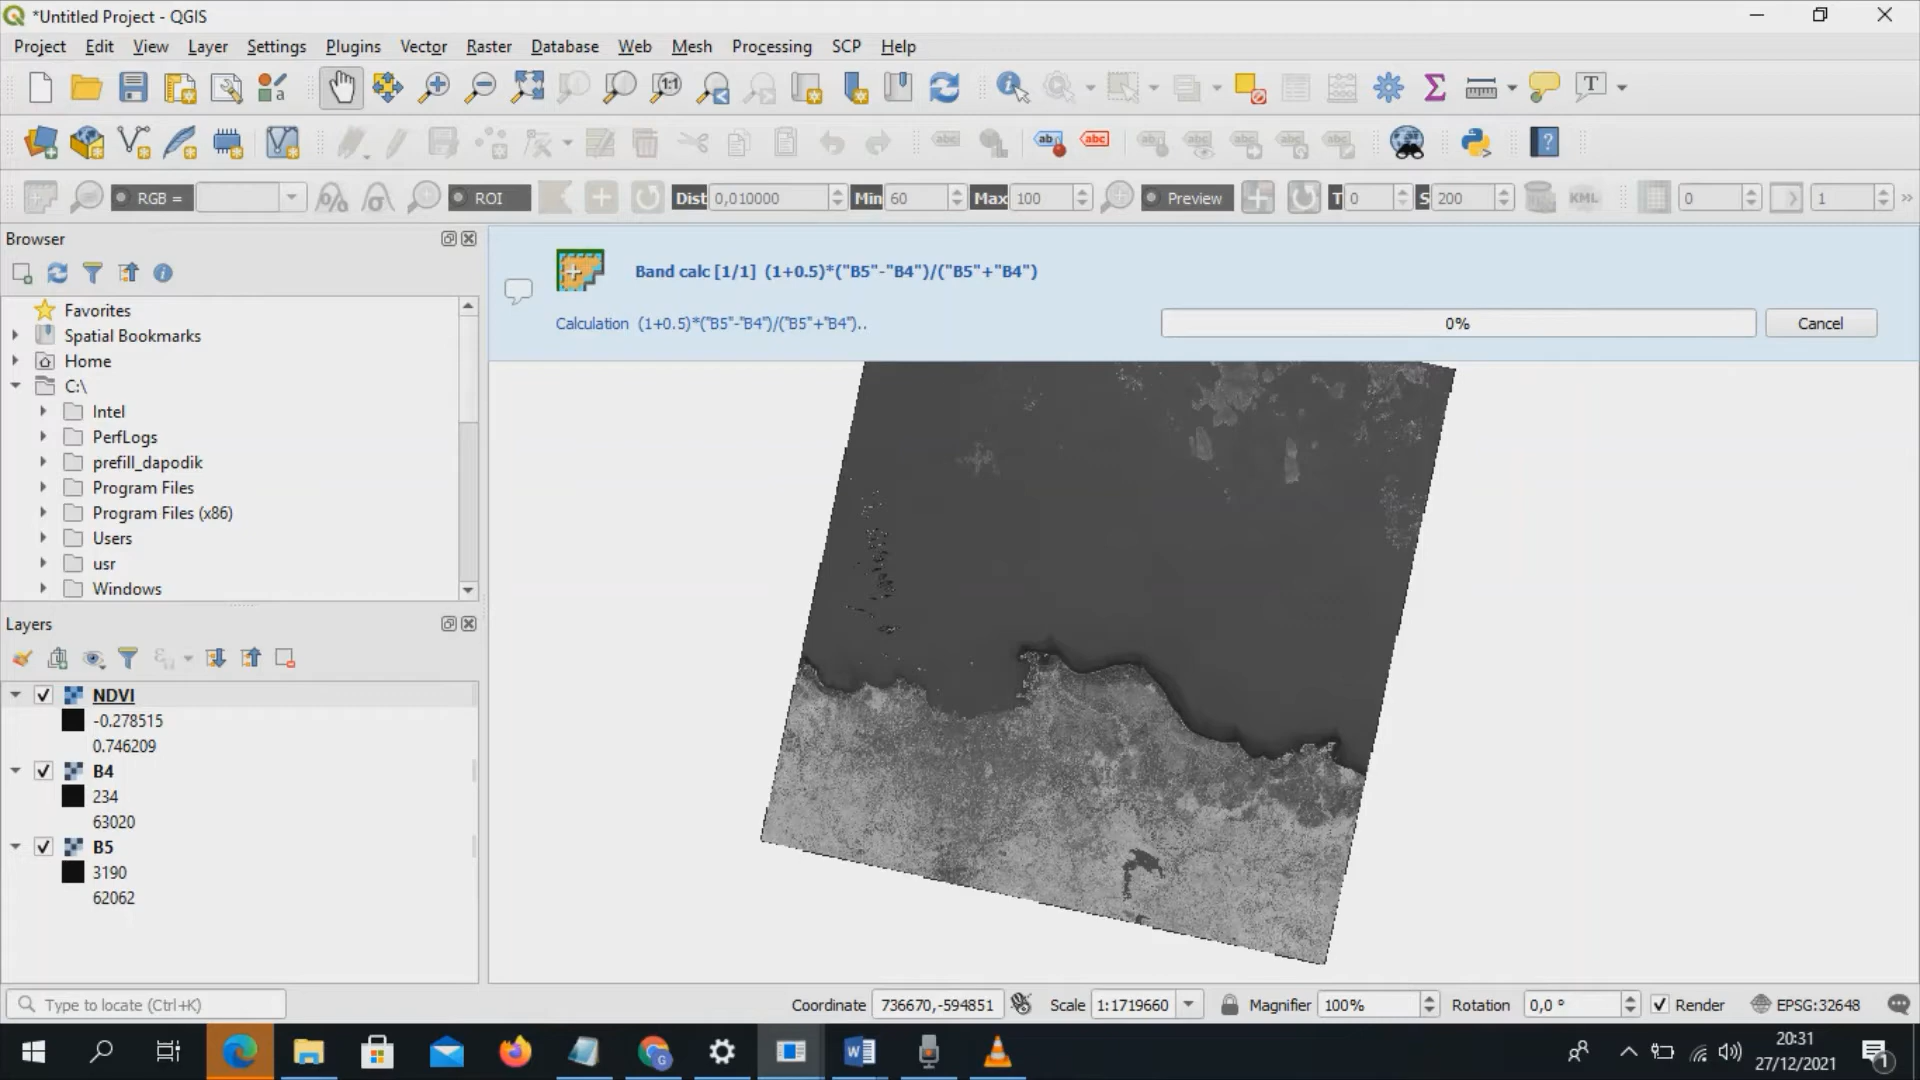 *Untitled Project - QGIS
Project Edit View Layer Settings Plugins Vector Raster Database Web Mesh Processing SCP Help
RGB = ROI Dist 0,010000 Min 60 Max 100 Preview T 0 S 200 KML 0 1 »
Browser
Favorites
Spatial Bookmarks
Home
C:\
Intel
PerfLogs
prefill_dapodik
Program Files
Program Files (x86)
Users
usr
Windows
Band calc [1/1] (1+0.5)*("B5"-"B4")/("B5"+"B4")
Calculation (1+0.5)*("B5"-"B4")/("B5"+"B4")..
0%
Cancel
Layers
NDVI
-0.278515
0.746209
B4
234
63020
B5
3190
62062
Type to locate (Ctrl+K)
Coordinate 736670,-594851 Scale 1:1719660 Magnifier 100% Rotation 0,0 ° Render EPSG:32648
20:31
27/12/2021
1